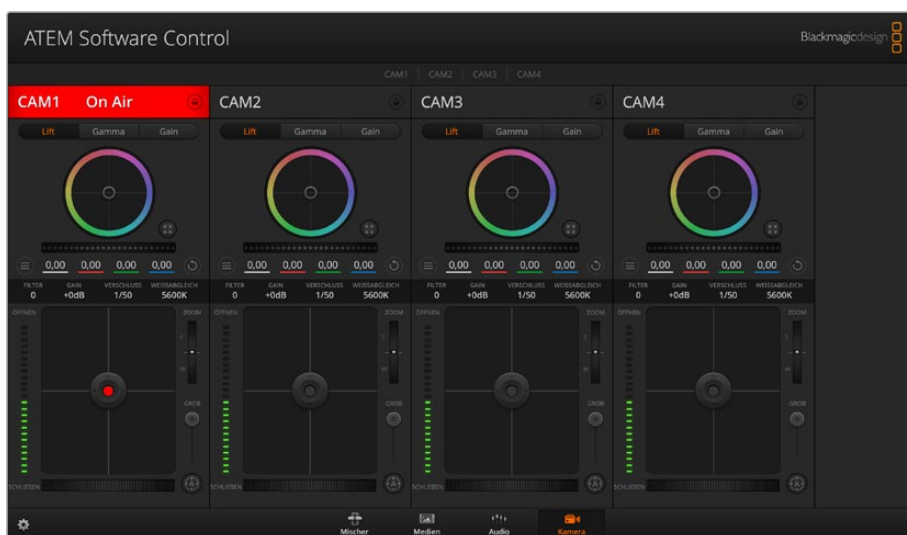 ATEM Software Control
Blackmagicdesign
CAM1 | CAM2 | CAM3 | CAM4
CAM1 On Air CAM2 CAM3 CAM4
Lift Gamma Gain Lift Gamma Gain Lift Gamma Gain Lift Gamma Gain
0,00 0,00 0,00 0,00 0,00 0,00 0,00 0,00 0,00 0,00 0,00 0,00 0,00 0,00 0,00 0,00
FILTER GAIN VERSCHLUSS WEISSABGLEICH FILTER GAIN VERSCHLUSS WEISSABGLEICH FILTER GAIN VERSCHLUSS WEISSABGLEICH FILTER GAIN VERSCHLUSS WEISSABGLEICH
0 +0dB 1/50 5600K 0 +0dB 1/50 5600K 0 +0dB 1/50 5600K 0 +0dB 1/50 5600K
ÖFFNEN ZOOM ÖFFNEN ZOOM ÖFFNEN ZOOM ÖFFNEN ZOOM
T T T T
W W W W
GROB GROB GROB GROB
SCHLIEẞEN SCHLIEẞEN SCHLIEẞEN SCHLIEẞEN
Mischer Medien Audio Kamera